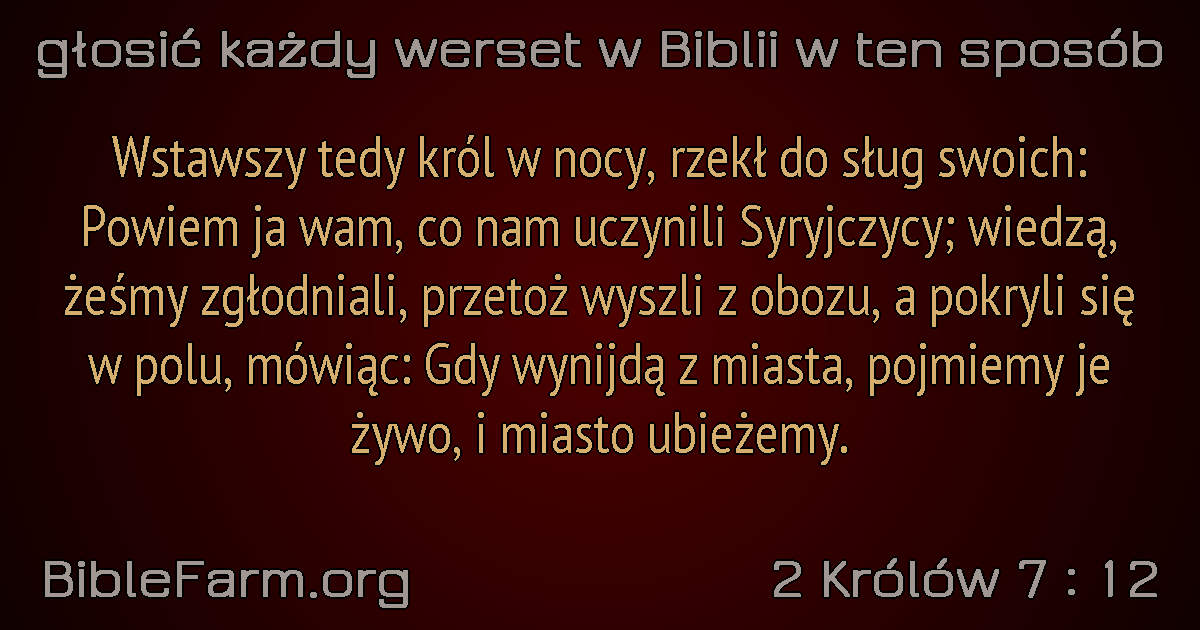 głosić każdy werset w Biblii w ten sposób
Wstawszy tedy król w nocy, rzekł do sług swoich:
Powiem ja wam, co nam uczynili Syryjczycy; wiedzą,
żeśmy zgłodniali, przetoż wyszli z obozu, a pokryli się
w polu, mówiąc: Gdy wynijdą z miasta, pojmiemy je
żywo, i miasto ubieżemy.
BibleFarm.org
2 Królów 7 : 12